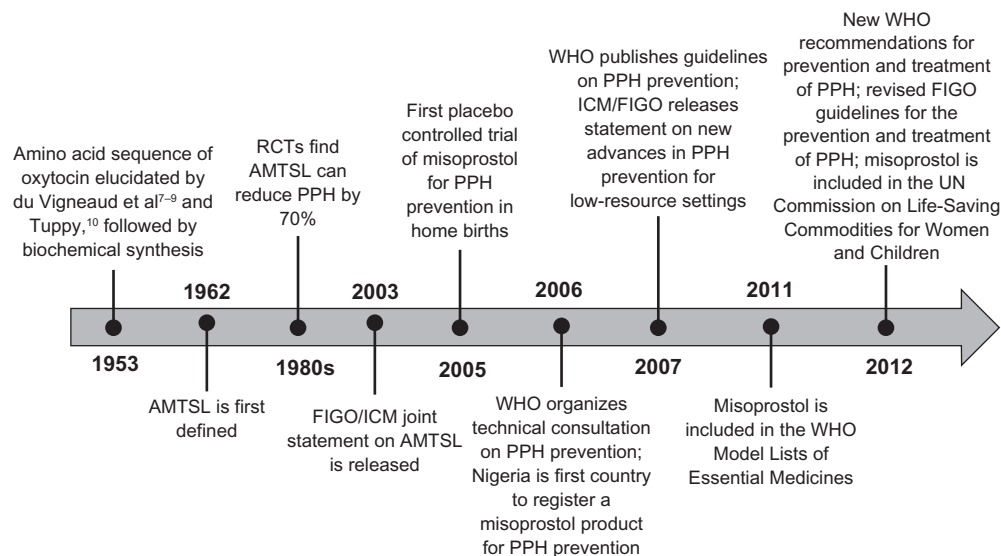 Amino acid sequence of
oxytocin elucidated by
du Vigneaud et al⁷⁻⁹ and
Tuppy,¹⁰ followed by
biochemical synthesis
1953
1962
AMTSL is first
defined
RCTs find
AMTSL can
reduce PPH by
70%
1980s
2003
FIGO/ICM joint
statement on AMTSL
is released
First placebo
controlled trial
of misoprostol
for PPH
prevention in
home births
2005
2006
WHO organizes
technical consultation
on PPH prevention;
Nigeria is first country
to register a
misoprostol product
for PPH prevention
WHO publishes guidelines
on PPH prevention;
ICM/FIGO releases
statement on new
advances in PPH
prevention for
low-resource settings
2007
2011
Misoprostol is
included in the WHO
Model Lists of
Essential Medicines
New WHO
recommendations for
prevention and treatment
of PPH; revised FIGO
guidelines for the
prevention and treatment
of PPH; misoprostol is
included in the UN
Commission on Life-Saving
Commodities for Women
and Children
2012